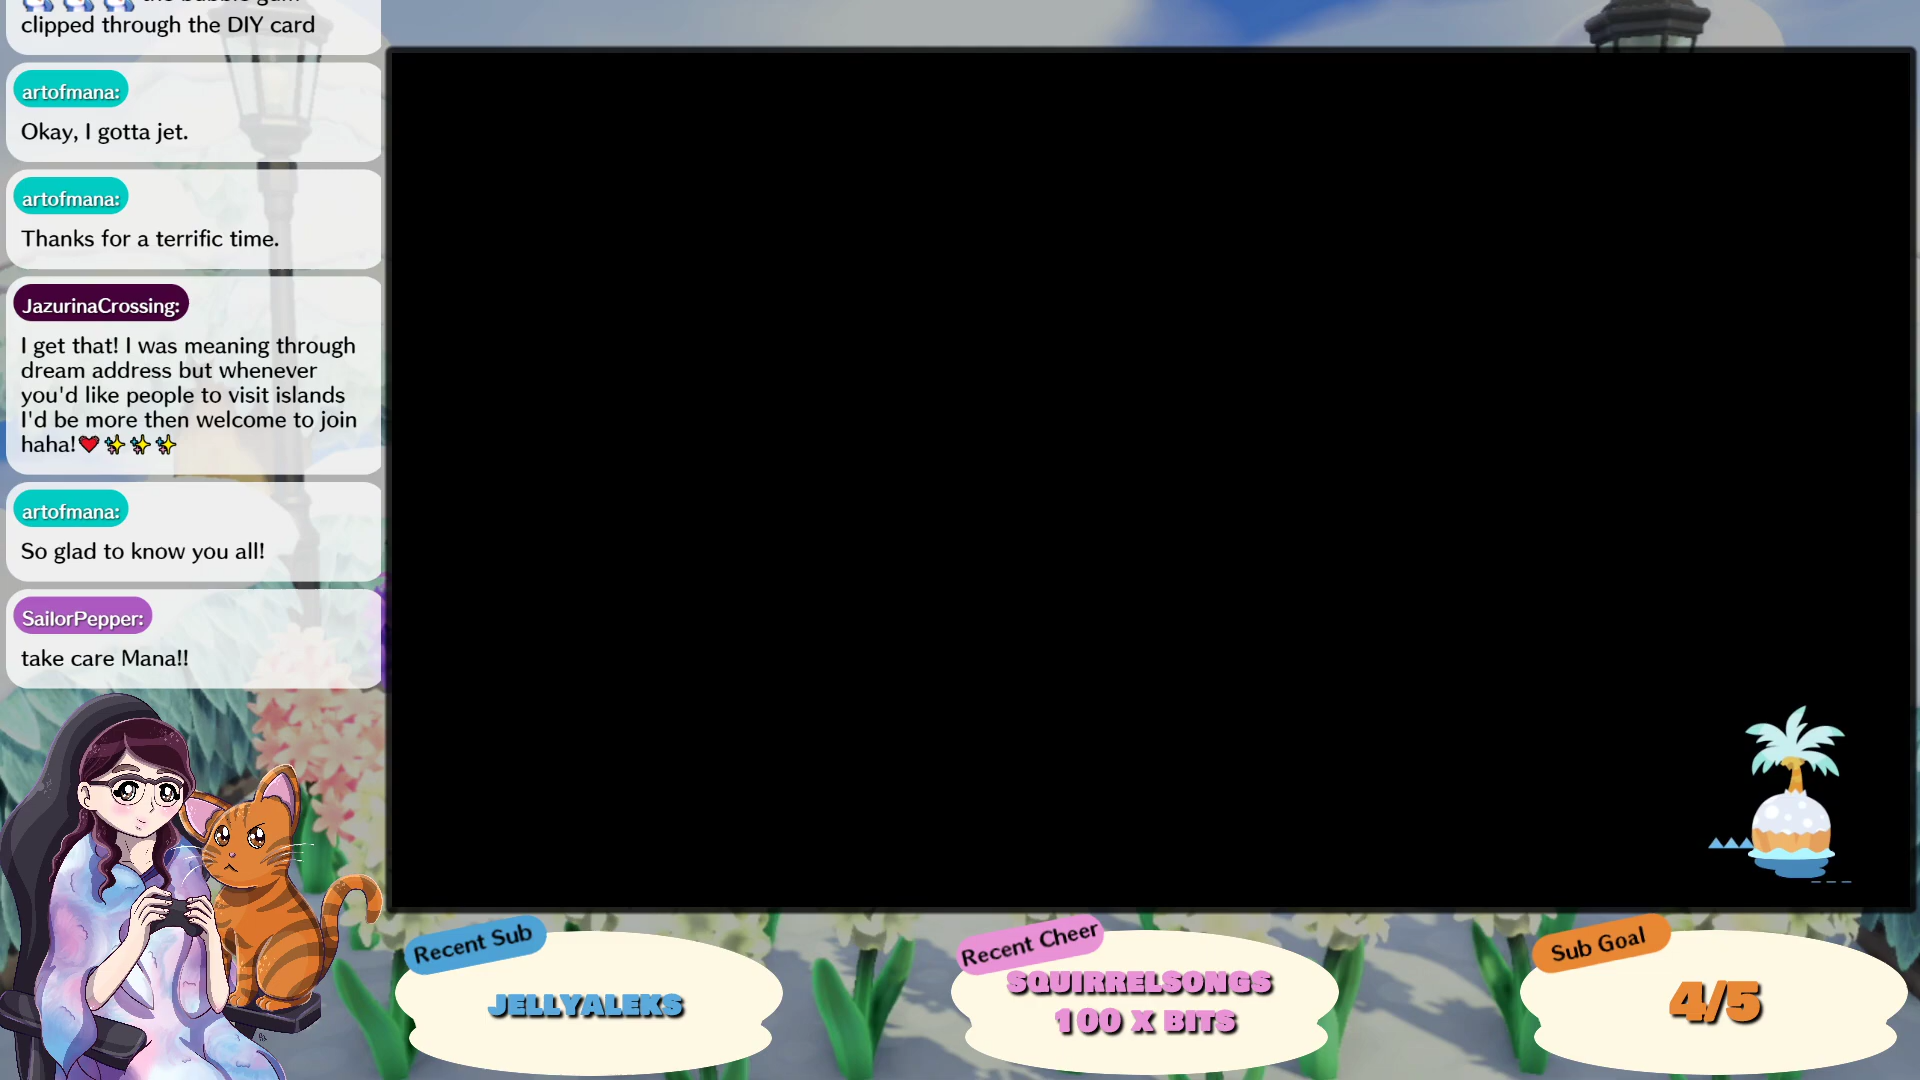 the bubble gum
clipped through the DIY card
artofmana:
Okay, I gotta jet.
artofmana:
Thanks for a terrific time.
JazurinaCrossing:
I get that! I was meaning through
dream address but whenever
you'd like people to visit islands
I'd be more then welcome to join
haha!❤✨✨✨
artofmana:
So glad to know you all!
SailorPepper:
take care Mana!!
Recent Sub
JELLYALEKS
Recent Cheer
SQUIRRELSONGS
100 X BITS
Sub Goal
4/5